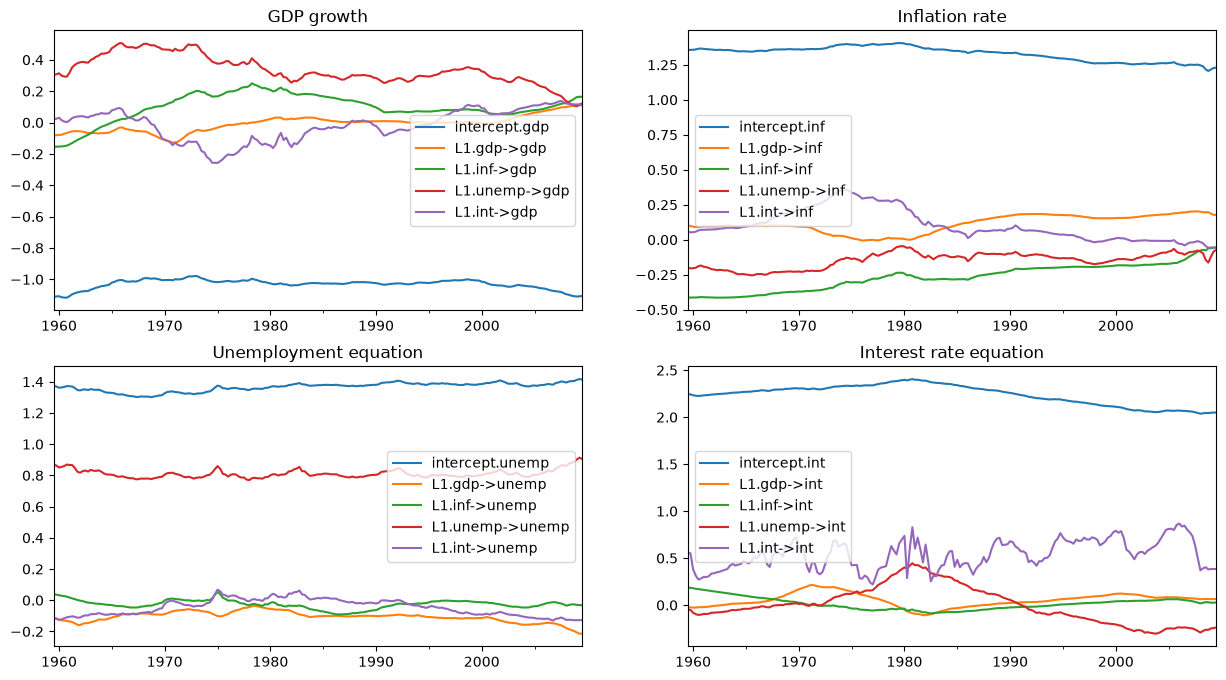 GDP growth
0.4
0.2
0.0
−0.2
−0.4
−0.6
−0.8
−1.0
intercept.gdp
L1.gdp->gdp
L1.inf->gdp
L1.unemp->gdp
L1.int->gdp
1960 1970 1980 1990 2000
Inflation rate
1.25
1.00
0.75
0.50
0.25
0.00
−0.25
−0.50
intercept.inf
L1.gdp->inf
L1.inf->inf
L1.unemp->inf
L1.int->inf
1960 1970 1980 1990 2000
Unemployment equation
1.4
1.2
1.0
0.8
0.6
0.4
0.2
0.0
−0.2
intercept.unemp
L1.gdp->unemp
L1.inf->unemp
L1.unemp->unemp
L1.int->unemp
1960 1970 1980 1990 2000
Interest rate equation
2.5
2.0
1.5
1.0
0.5
0.0
intercept.int
L1.gdp->int
L1.inf->int
L1.unemp->int
L1.int->int
1960 1970 1980 1990 2000